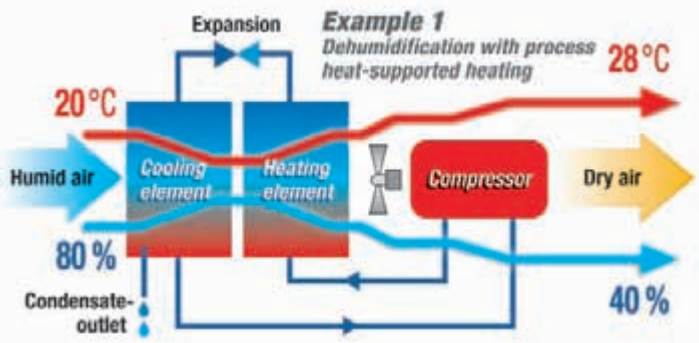 Expansion
Example 1
Dehumidification with process
heat-supported heating
28°C
20°C
Humid air
Cooling
element
Heating
element
Compressor
Dry air
80 %
40 %
Condensate-
outlet